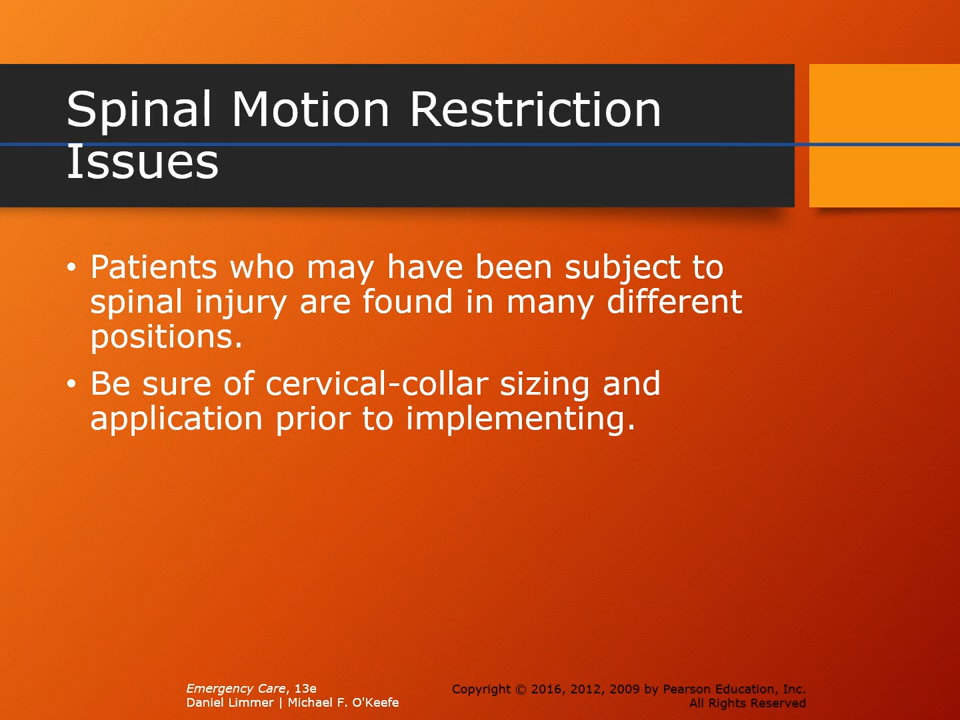 Spinal Motion Restriction
Issues
• Patients who may have been subject to
spinal injury are found in many different
positions.
• Be sure of cervical-collar sizing and
application prior to implementing.
Emergency Care, 13e
Daniel Limmer | Michael F. O'Keefe
Copyright © 2016, 2012, 2009 by Pearson Education, Inc.
All Rights Reserved